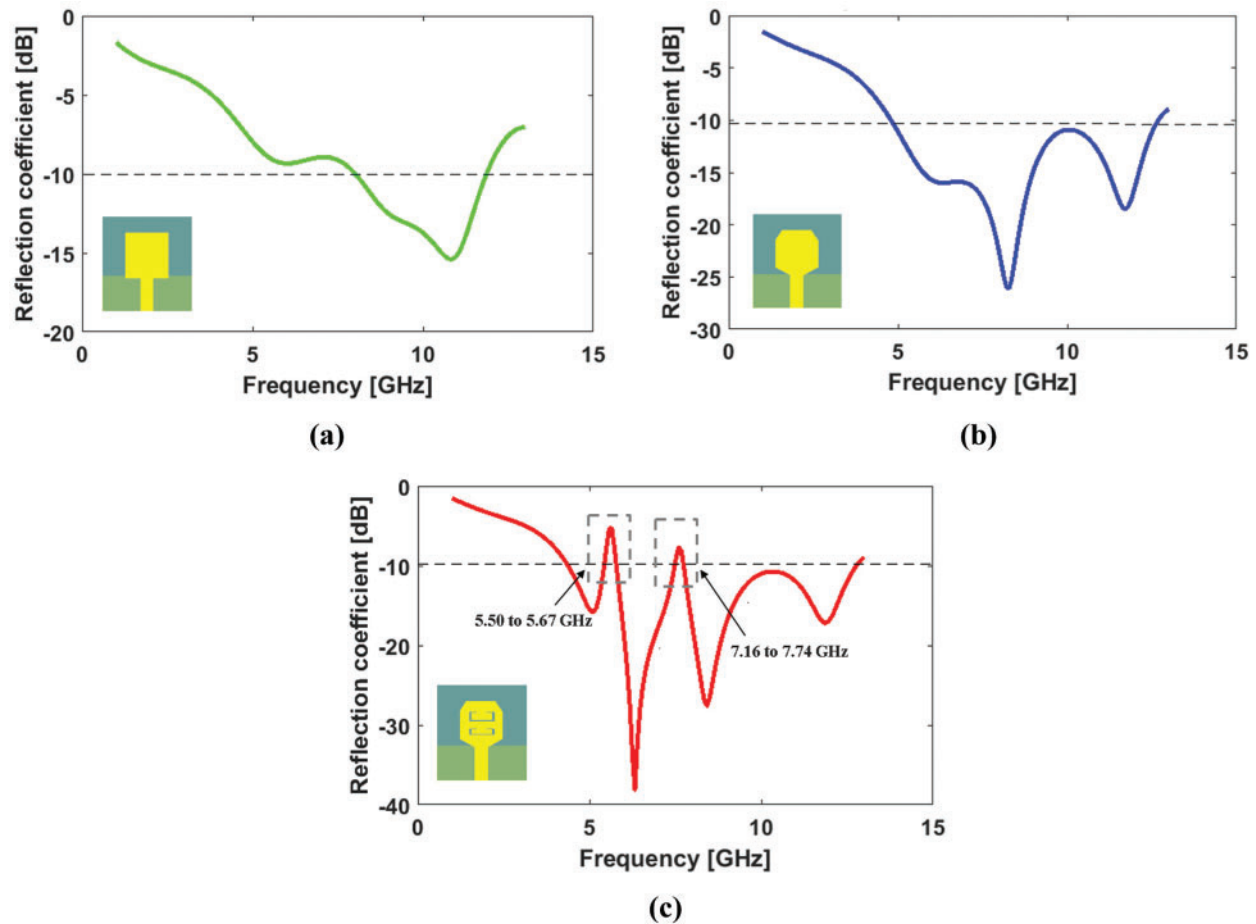 0
-5
-10
-15
-20
0
5
10
15
Reflection coefficient [dB]
Frequency [GHz]
(a)
0
-5
-10
-15
-20
-25
-30
0
5
10
15
Reflection coefficient [dB]
Frequency [GHz]
(b)
0
-10
-20
-30
-40
0
5
10
15
Reflection coefficient [dB]
5.50 to 5.67 GHz
7.16 to 7.74 GHz
Frequency [GHz]
(c)